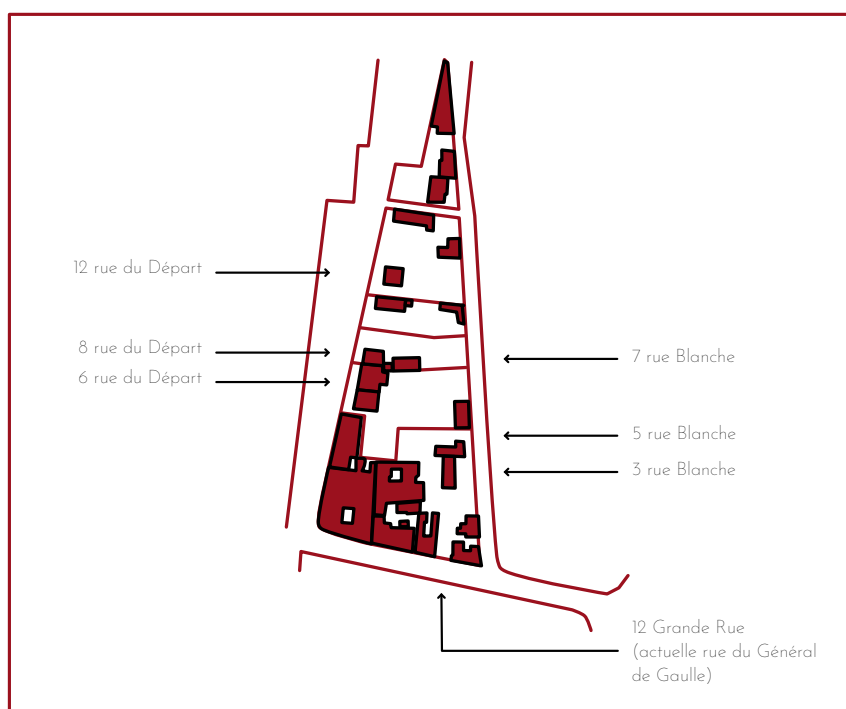 12 rue du Départ
8 rue du Départ
6 rue du Départ
7 rue Blanche
5 rue Blanche
3 rue Blanche
12 Grande Rue
(actuelle rue du Général
de Gaulle)